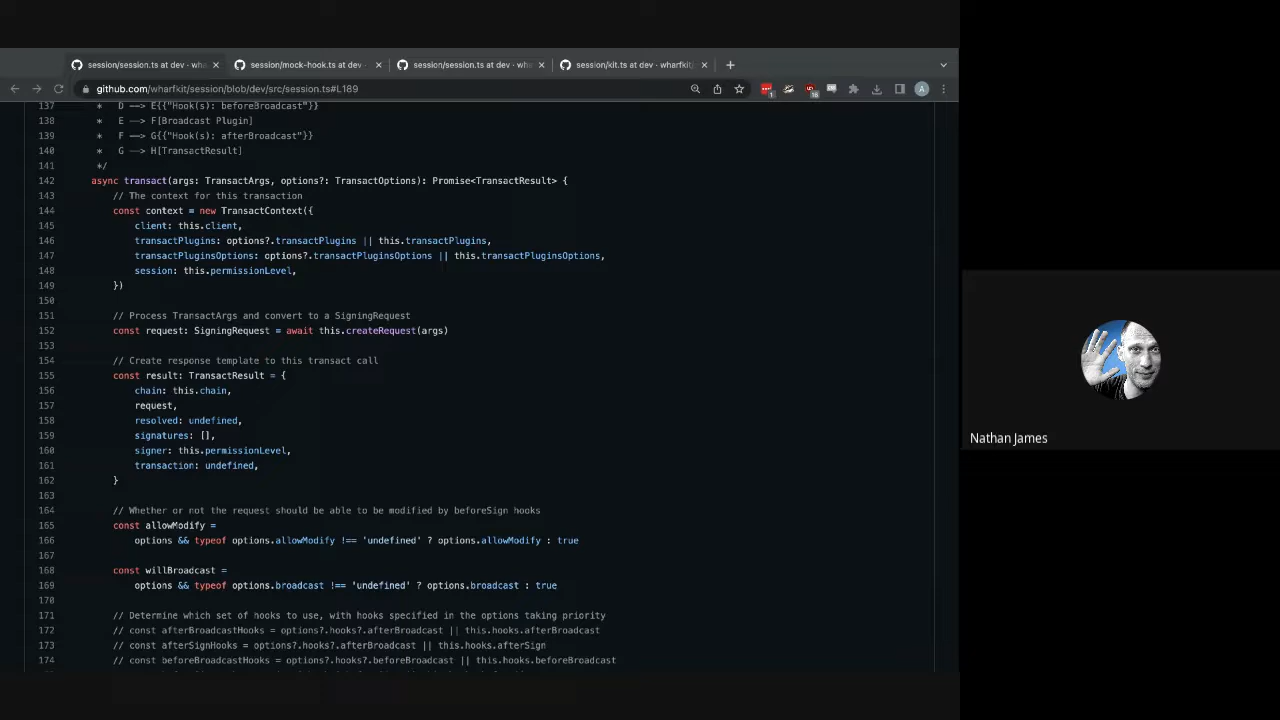 session/session.ts at dev · wha
session/mock-hook.ts at dev ·
session/session.ts at dev · wh
session/kit.ts at dev · wharfkit/
github.com/wharfkit/session/blob/dev/src/session.ts#L189
1
18
A
137 * D --> E{{"Hook(s): beforeBroadcast"}}
138 * E --> F[Broadcast Plugin]
139 * F --> G{{"Hook(s): afterBroadcast"}}
140 * G --> H[TransactResult]
141 */
142 async transact(args: TransactArgs, options?: TransactOptions): Promise<TransactResult> {
143 // The context for this transaction
144 const context = new TransactContext({
145 client: this.client,
146 transactPlugins: options?.transactPlugins || this.transactPlugins,
147 transactPluginsOptions: options?.transactPluginsOptions || this.transactPluginsOptions,
148 session: this.permissionLevel,
149 })
150
151 // Process TransactArgs and convert to a SigningRequest
152 const request: SigningRequest = await this.createRequest(args)
153
154 // Create response template to this transact call
155 const result: TransactResult = {
156 chain: this.chain,
157 request,
158 resolved: undefined,
159 signatures: [],
160 signer: this.permissionLevel,
161 transaction: undefined,
162 }
163
164 // Whether or not the request should be able to be modified by beforeSign hooks
165 const allowModify =
166 options && typeof options.allowModify !== 'undefined' ? options.allowModify : true
167
168 const willBroadcast =
169 options && typeof options.broadcast !== 'undefined' ? options.broadcast : true
170
171 // Determine which set of hooks to use, with hooks specified in the options taking priority
172 // const afterBroadcastHooks = options?.hooks?.afterBroadcast || this.hooks.afterBroadcast
173 // const afterSignHooks = options?.hooks?.afterBroadcast || this.hooks.afterSign
174 // const beforeBroadcastHooks = options?.hooks?.beforeBroadcast || this.hooks.beforeBroadcast
Nathan James